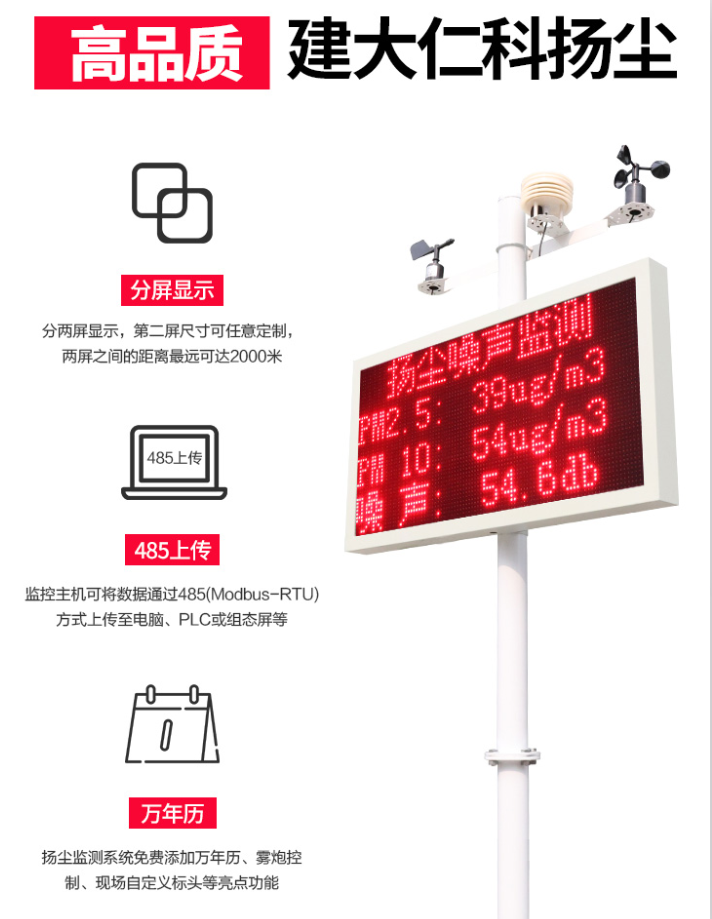 高品质 建大仁科扬尘
分屏显示
分两屏显示，第二屏尺寸可任意定制，
两屏之间的距离最远可达2000米
485上传
485上传
监控主机可将数据通过485(Modbus-RTU)
方式上传至电脑、PLC或组态屏等
万年历
扬尘监测系统免费添加万年历、雾炮控
制、现场自定义标头等亮点功能
扬尘噪声监测
PM2.5: 39ug/m3
PM 10: 54ug/m3
噪 声: 54.6db